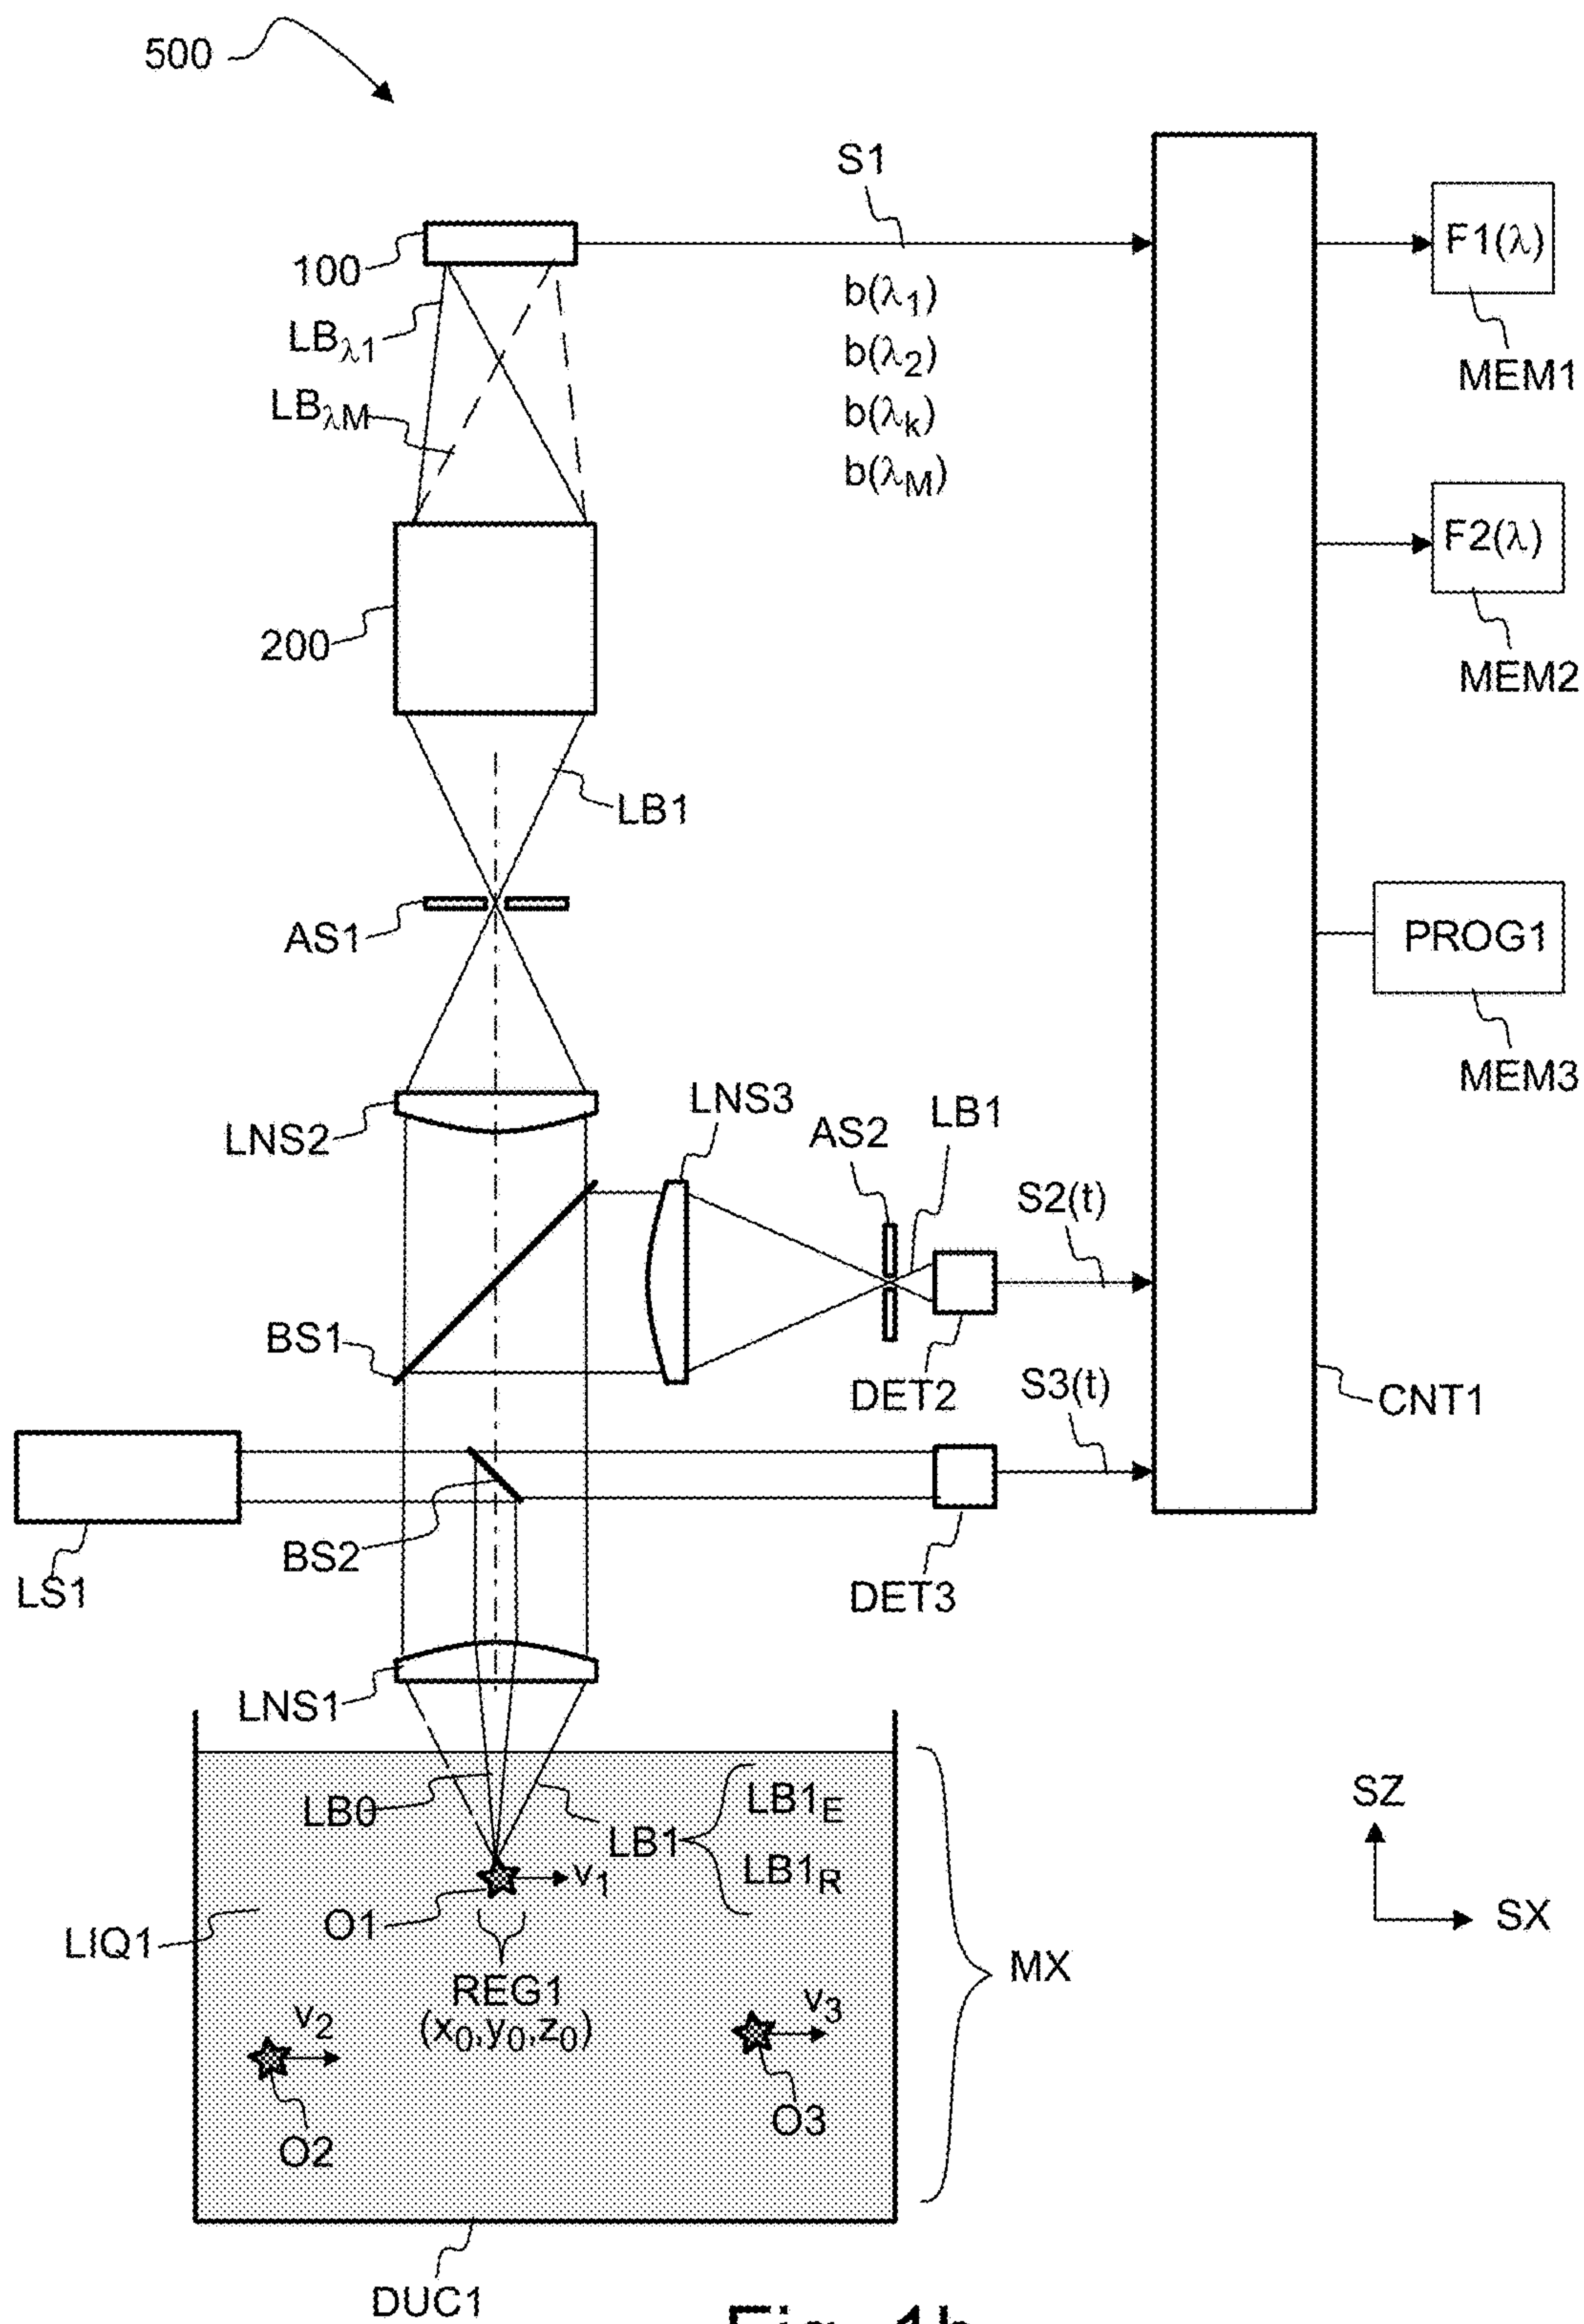 500
S1
100
F1(λ)
b(λ1)
LBλ1
b(λ2)
MEM1
LBλM
b(λk)
b(λM)
F2(λ)
200
MEM2
LB1
AS1
PROG1
MEM3
LNS3
LB1
AS2
LNS2
S2(t)
BS1
DET2
S3(t)
CNT1
BS2
LS1
DET3
LNS1
LB0
LB1E
SZ
LB1
LB1R
v1
O1
SX
LIQ1
MX
REG1
(x0,y0,z0)
v2
v3
O3
O2
DUC1